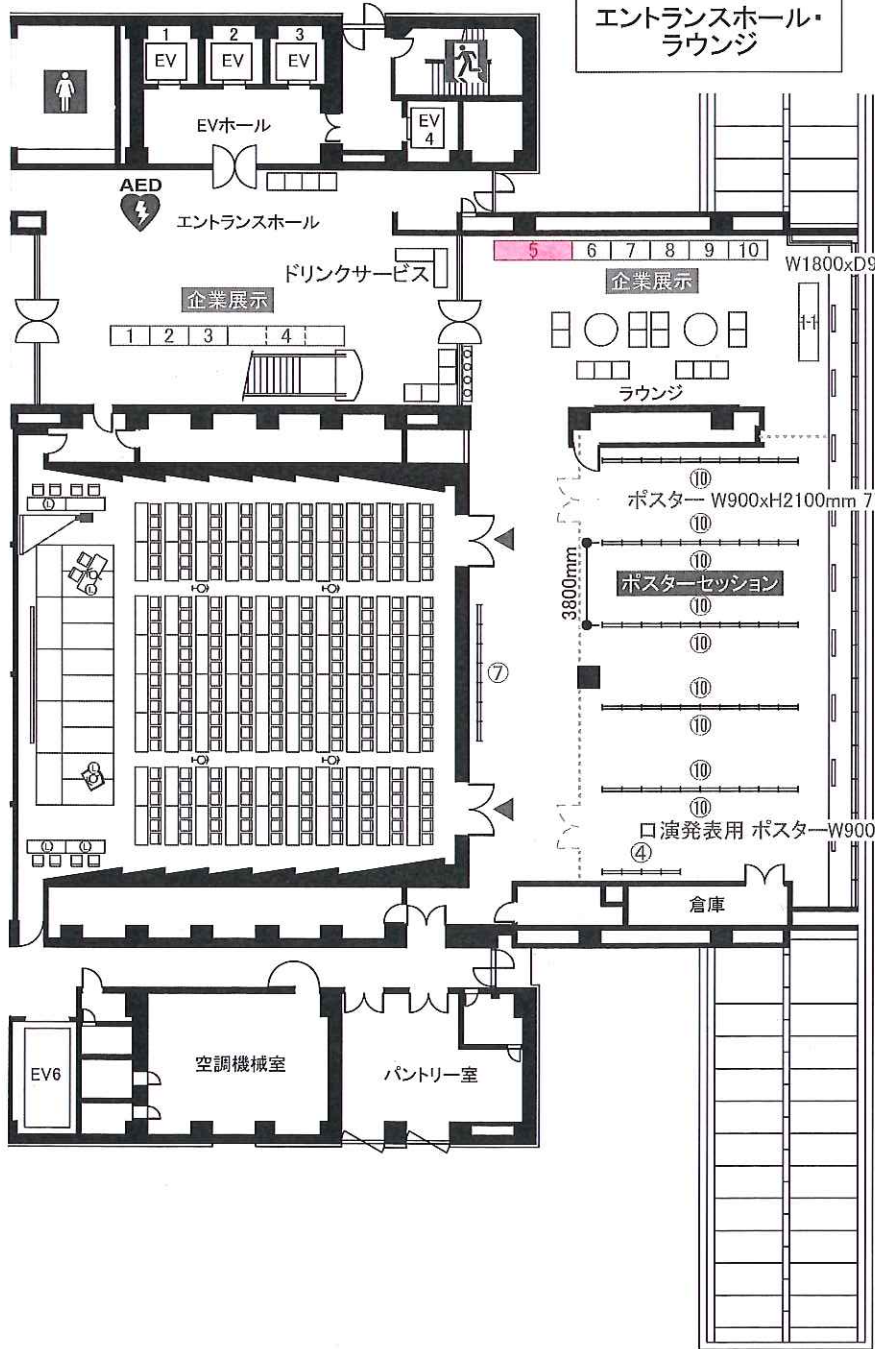 エントランスホール・
ラウンジ
1
2
3
EV
EV
EV
EV
4
EVホール
AED
エントランスホール
ドリンクサービス
企業展示
1
2
3
4
5
6
7
8
9
10
W1800xD9
企業展示
11
ラウンジ
⑩
ポスター W900xH2100mm 7
⑩
⑩
ポスターセッション
3800mm
⑩
⑦
⑩
⑩
⑩
⑩
口演発表用 ポスターW900
④
倉庫
Ⓛ
Ⓛ
Ⓛ
Ⓛ
Ⓛ
EV6
空調機械室
パントリー室